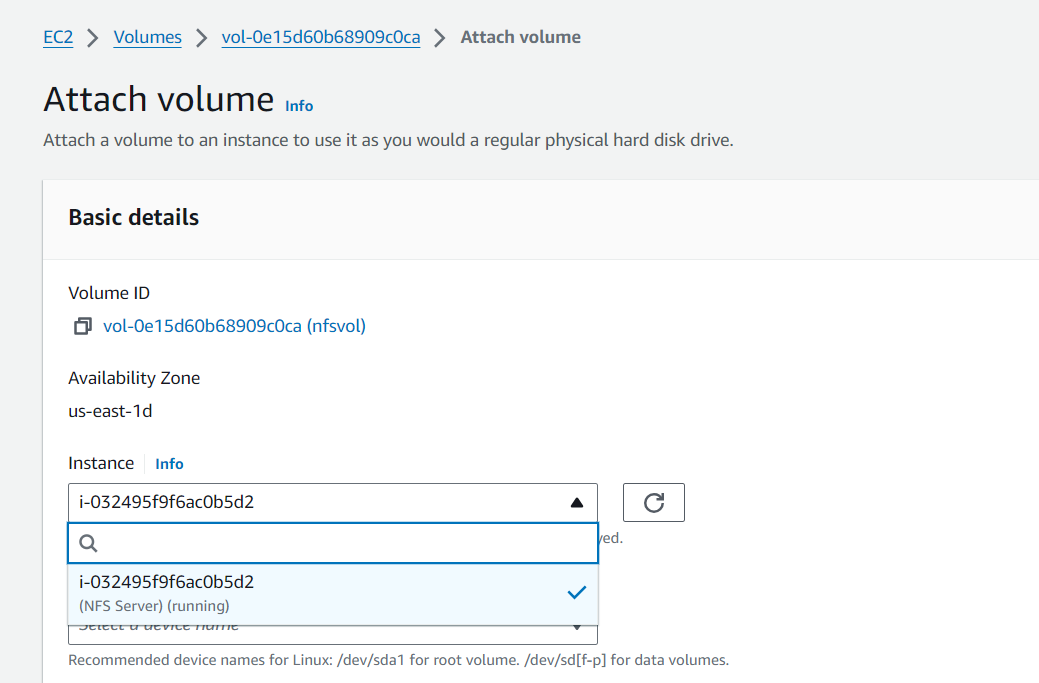 EC2 > Volumes > vol-0e15d60b68909c0ca > Attach volume
Attach volume Info
Attach a volume to an instance to use it as you would a regular physical hard disk drive.
Basic details
Volume ID
vol-0e15d60b68909c0ca (nfsvol)
Availability Zone
us-east-1d
Instance Info
i-032495f9f6ac0b5d2
i-032495f9f6ac0b5d2
(NFS Server) (running)
Select a device name
Recommended device names for Linux: /dev/sda1 for root volume. /dev/sd[f-p] for data volumes.